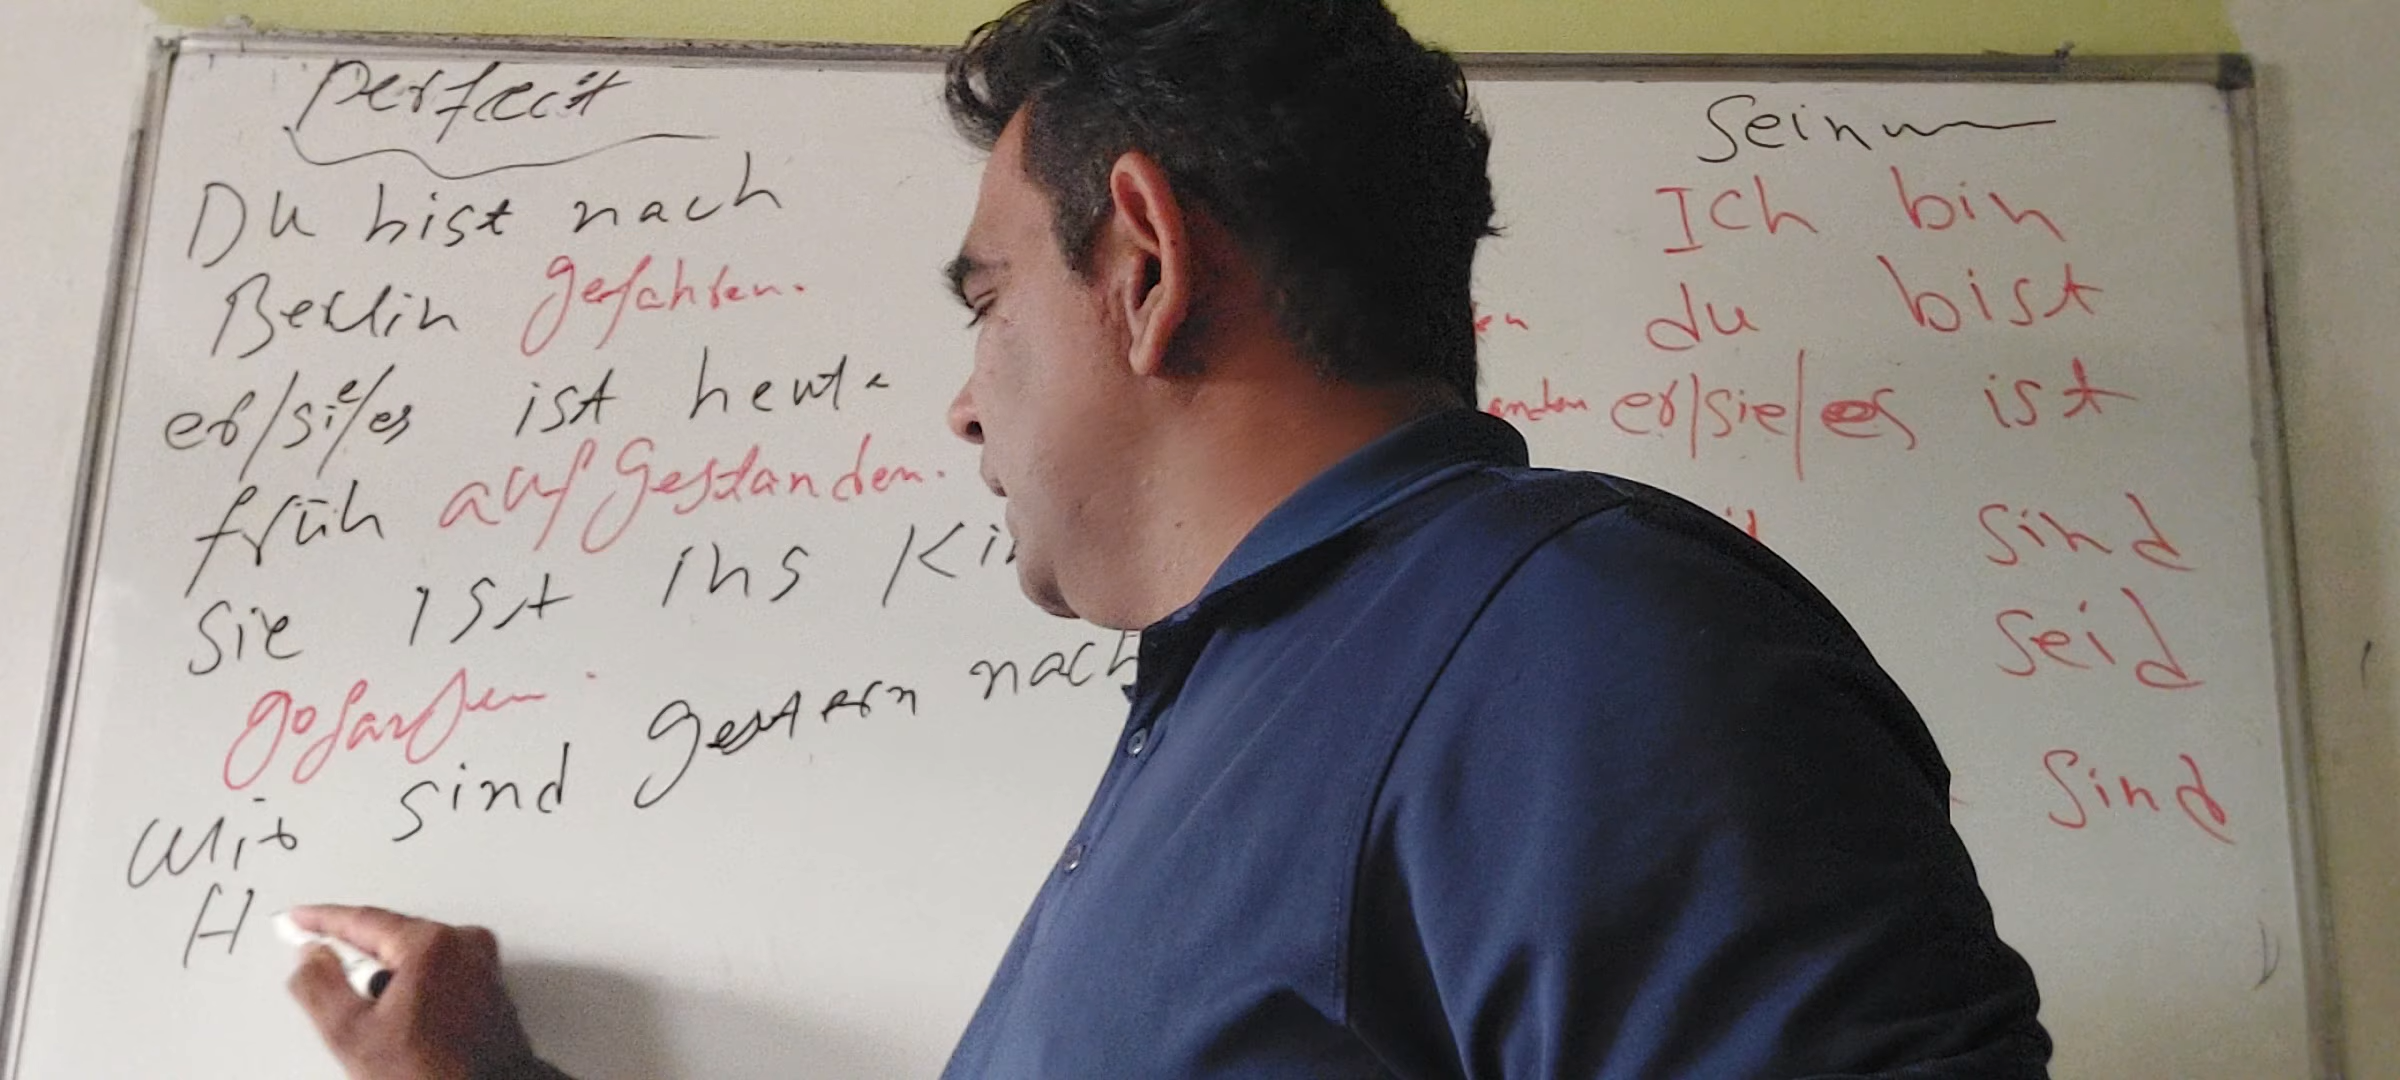 perfect
Du bist nach
Berlin gefahren.
er/sie/es ist heute
früh aufgestanden.
Sie ist ins Ki
Wir sind gestern nach
H
Sein
Ich bin
du bist
er/sie/es ist
sind
seid
sind